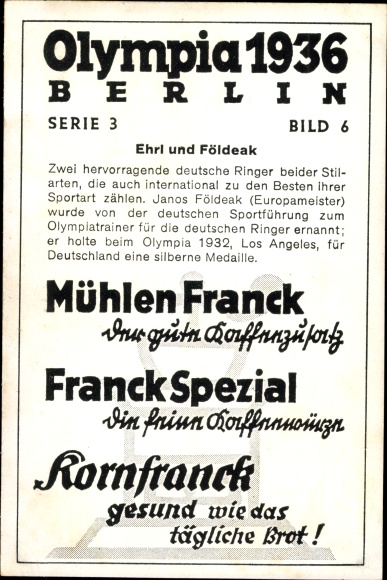 Olympia 1936
BERLIN
SERIE 3 BILD 6
Ehrl und Földeak
Zwei hervorragende deutsche Ringer beider Stil-
arten, die auch international zu den Besten ihrer
Sportart zählen. Janos Földeak (Europameister)
wurde von der deutschen Sportführung zum
Olympiatrainer für die deutschen Ringer ernannt;
er holte beim Olympia 1932, Los Angeles, für
Deutschland eine silberne Medaille.
Mühlen Franck
der gute Kaffeezusatz
Franck Spezial
die feine Kaffeewürze
Kornfranck
gesund wie das
tägliche Brot!